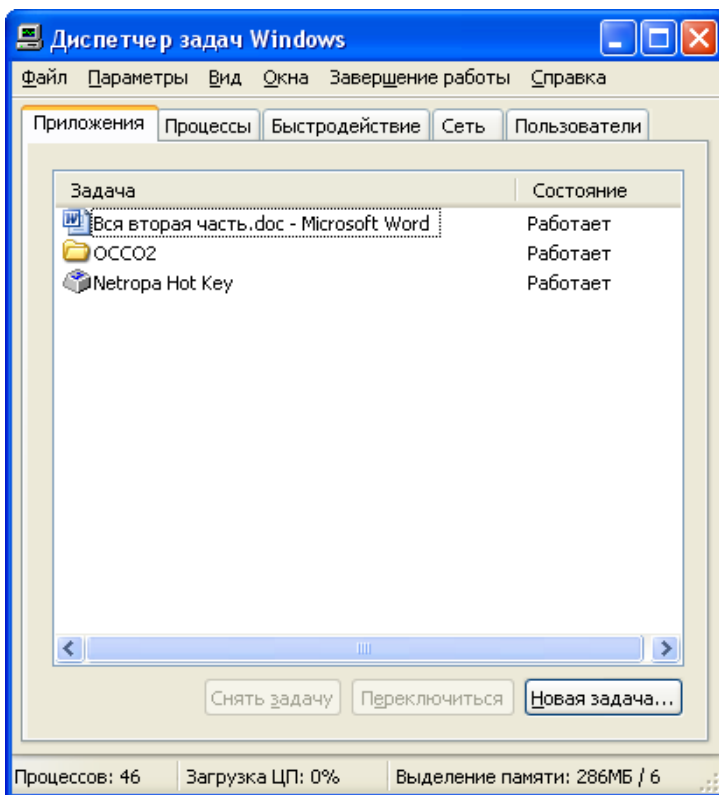 Диспетчер задач Windows
Файл Параметры Вид Окна Завершение работы Справка
Приложения Процессы Быстродействие Сеть Пользователи
Задача Состояние
Вся вторая часть.doc - Microsoft Word Работает
ОССО2 Работает
Netropa Hot Key Работает
Снять задачу Переключиться Новая задача...
Процессов: 46 Загрузка ЦП: 0% Выделение памяти: 286МБ / 6